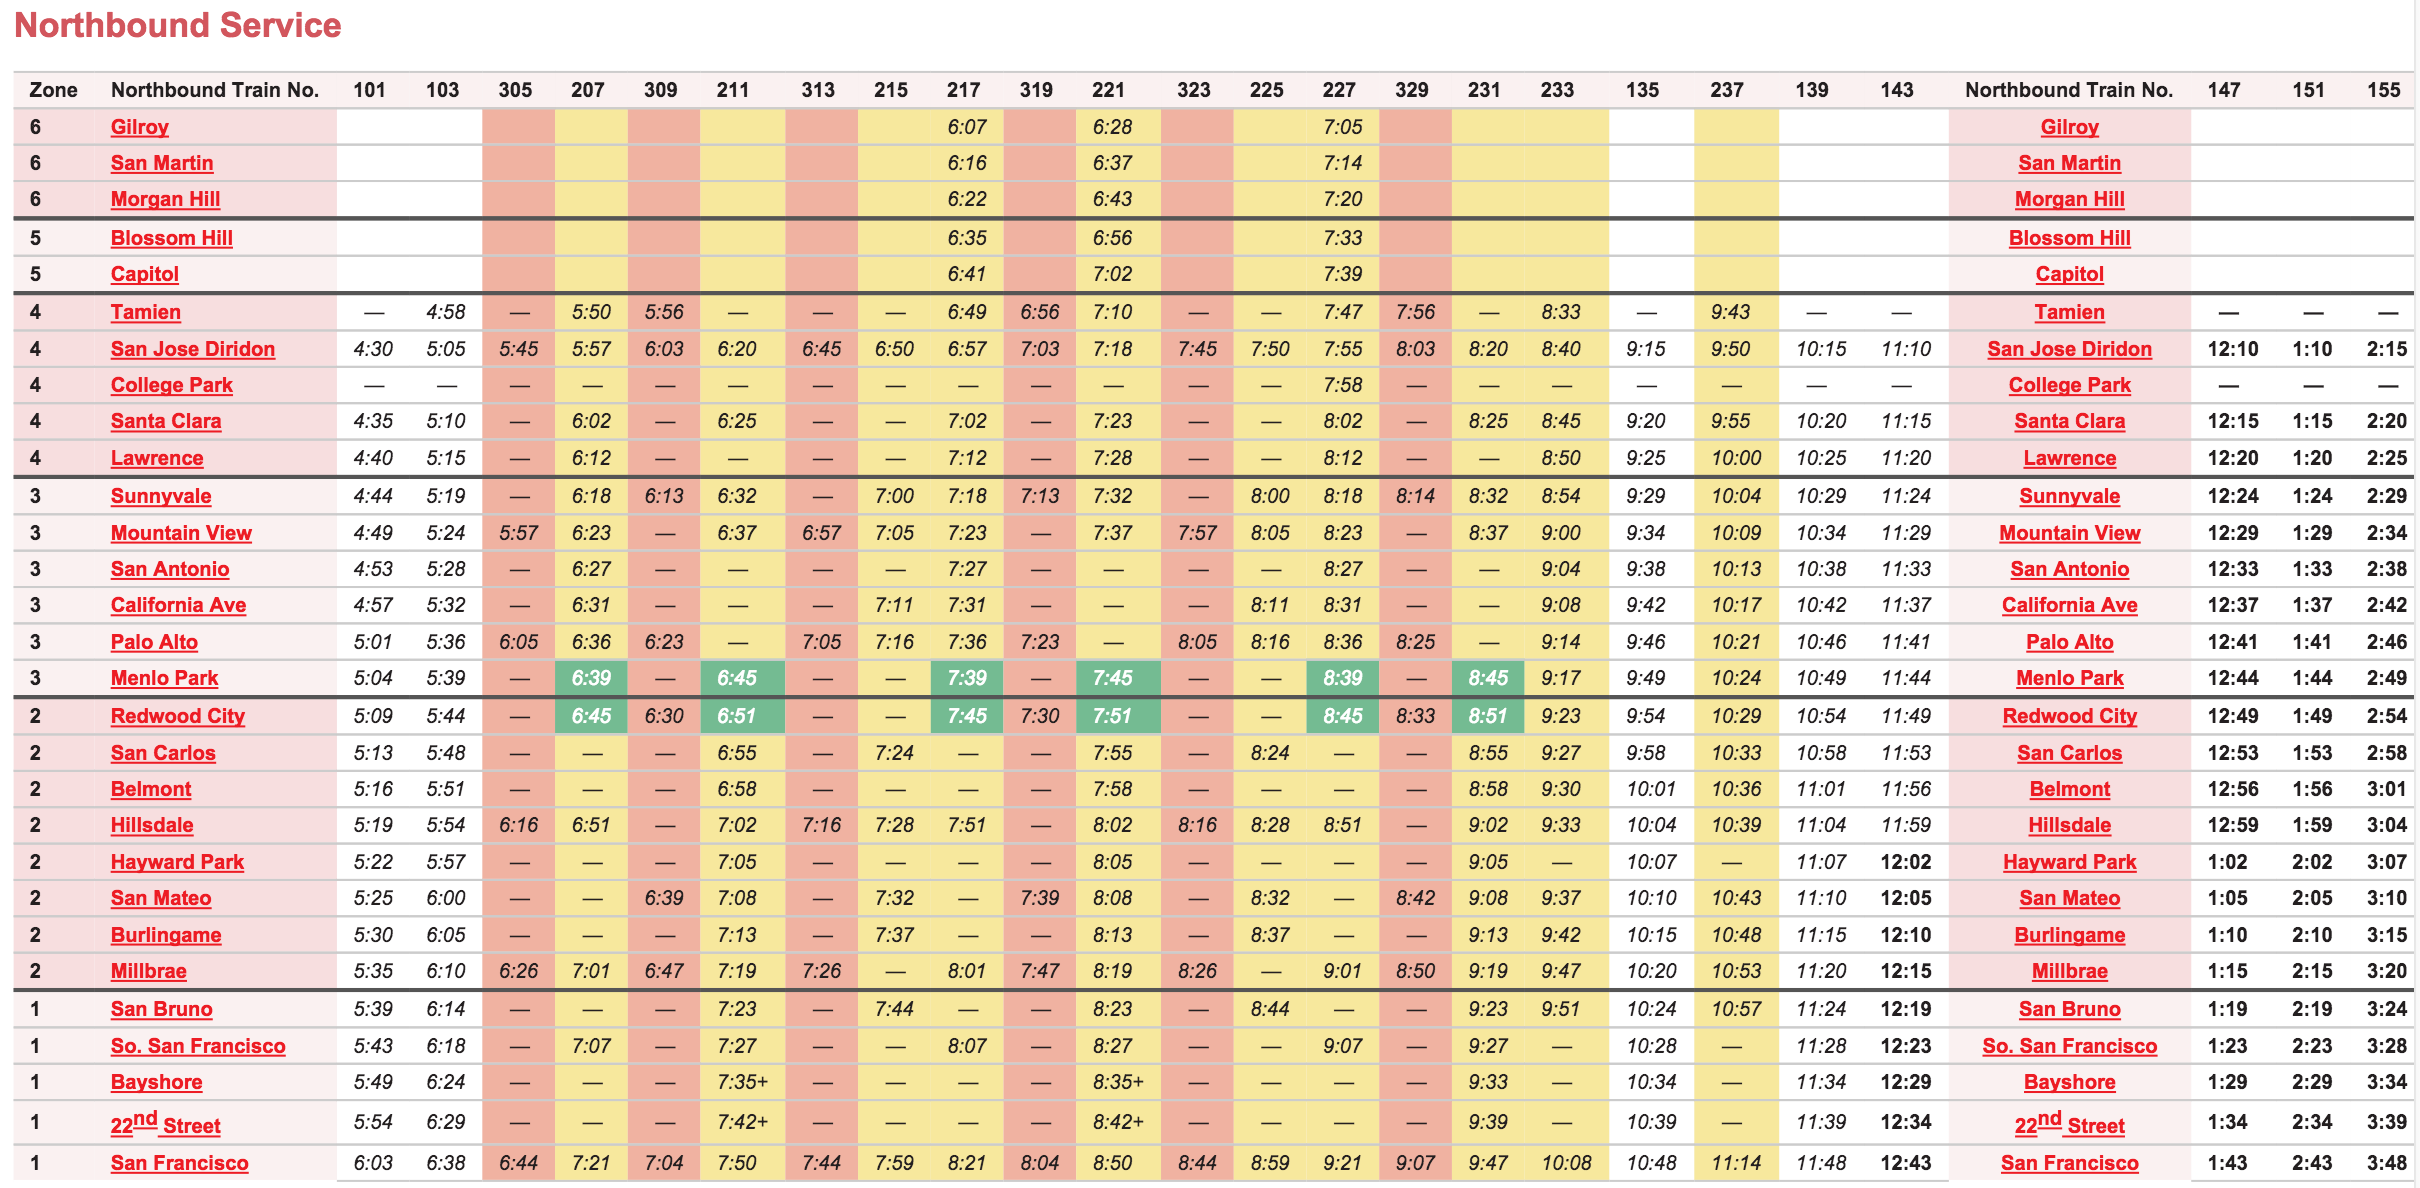 Northbound Service
Zone Northbound Train No. 101 103 305 207 309 211 313 215 217 319 221 323 225 227 329 231 233 135 237 139 143 Northbound Train No. 147 151 155
6 Gilroy 6:07 6:28 7:05 Gilroy
6 San Martin 6:16 6:37 7:14 San Martin
6 Morgan Hill 6:22 6:43 7:20 Morgan Hill
5 Blossom Hill 6:35 6:56 7:33 Blossom Hill
5 Capitol 6:41 7:02 7:39 Capitol
4 Tamien — 4:58 — 5:50 5:56 — — — 6:49 6:56 7:10 — — 7:47 7:56 — 8:33 — 9:43 — — Tamien — — —
4 San Jose Diridon 4:30 5:05 5:45 5:57 6:03 6:20 6:45 6:50 6:57 7:03 7:18 7:45 7:50 7:55 8:03 8:20 8:40 9:15 9:50 10:15 11:10 San Jose Diridon 12:10 1:10 2:15
4 College Park — — — — — — — — — — — — — 7:58 — — — — — — — College Park — — —
4 Santa Clara 4:35 5:10 — 6:02 — 6:25 — — 7:02 — 7:23 — — 8:02 — 8:25 8:45 9:20 9:55 10:20 11:15 Santa Clara 12:15 1:15 2:20
4 Lawrence 4:40 5:15 — 6:12 — — — — 7:12 — 7:28 — — 8:12 — — 8:50 9:25 10:00 10:25 11:20 Lawrence 12:20 1:20 2:25
3 Sunnyvale 4:44 5:19 — 6:18 6:13 6:32 — 7:00 7:18 7:13 7:32 — 8:00 8:18 8:14 8:32 8:54 9:29 10:04 10:29 11:24 Sunnyvale 12:24 1:24 2:29
3 Mountain View 4:49 5:24 5:57 6:23 — 6:37 6:57 7:05 7:23 — 7:37 7:57 8:05 8:23 — 8:37 9:00 9:34 10:09 10:34 11:29 Mountain View 12:29 1:29 2:34
3 San Antonio 4:53 5:28 — 6:27 — — — — 7:27 — — — — 8:27 — — 9:04 9:38 10:13 10:38 11:33 San Antonio 12:33 1:33 2:38
3 California Ave 4:57 5:32 — 6:31 — — — 7:11 7:31 — — — 8:11 8:31 — — 9:08 9:42 10:17 10:42 11:37 California Ave 12:37 1:37 2:42
3 Palo Alto 5:01 5:36 6:05 6:36 6:23 — 7:05 7:16 7:36 7:23 — 8:05 8:16 8:36 8:25 — 9:14 9:46 10:21 10:46 11:41 Palo Alto 12:41 1:41 2:46
3 Menlo Park 5:04 5:39 — 6:39 — 6:45 — — 7:39 — 7:45 — — 8:39 — 8:45 9:17 9:49 10:24 10:49 11:44 Menlo Park 12:44 1:44 2:49
2 Redwood City 5:09 5:44 — 6:45 6:30 6:51 — — 7:45 7:30 7:51 — — 8:45 8:33 8:51 9:23 9:54 10:29 10:54 11:49 Redwood City 12:49 1:49 2:54
2 San Carlos 5:13 5:48 — — — 6:55 — 7:24 — — 7:55 — 8:24 — — 8:55 9:27 9:58 10:33 10:58 11:53 San Carlos 12:53 1:53 2:58
2 Belmont 5:16 5:51 — — — 6:58 — — — — 7:58 — — — — 8:58 9:30 10:01 10:36 11:01 11:56 Belmont 12:56 1:56 3:01
2 Hillsdale 5:19 5:54 6:16 6:51 — 7:02 7:16 7:28 7:51 — 8:02 8:16 8:28 8:51 — 9:02 9:33 10:04 10:39 11:04 11:59 Hillsdale 12:59 1:59 3:04
2 Hayward Park 5:22 5:57 — — — 7:05 — — — — 8:05 — — — — 9:05 — 10:07 — 11:07 12:02 Hayward Park 1:02 2:02 3:07
2 San Mateo 5:25 6:00 — — 6:39 7:08 — 7:32 — 7:39 8:08 — 8:32 — 8:42 9:08 9:37 10:10 10:43 11:10 12:05 San Mateo 1:05 2:05 3:10
2 Burlingame 5:30 6:05 — — — 7:13 — 7:37 — — 8:13 — 8:37 — — 9:13 9:42 10:15 10:48 11:15 12:10 Burlingame 1:10 2:10 3:15
2 Millbrae 5:35 6:10 6:26 7:01 6:47 7:19 7:26 — 8:01 7:47 8:19 8:26 — 9:01 8:50 9:19 9:47 10:20 10:53 11:20 12:15 Millbrae 1:15 2:15 3:20
1 San Bruno 5:39 6:14 — — — 7:23 — 7:44 — — 8:23 — 8:44 — — 9:23 9:51 10:24 10:57 11:24 12:19 San Bruno 1:19 2:19 3:24
1 So. San Francisco 5:43 6:18 — 7:07 — 7:27 — — 8:07 — 8:27 — — 9:07 — 9:27 — 10:28 — 11:28 12:23 So. San Francisco 1:23 2:23 3:28
1 Bayshore 5:49 6:24 — — — 7:35+ — — — — 8:35+ — — — — 9:33 — 10:34 — 11:34 12:29 Bayshore 1:29 2:29 3:34
1 22nd Street 5:54 6:29 — — — 7:42+ — — — — 8:42+ — — — — 9:39 — 10:39 — 11:39 12:34 22nd Street 1:34 2:34 3:39
1 San Francisco 6:03 6:38 6:44 7:21 7:04 7:50 7:44 7:59 8:21 8:04 8:50 8:44 8:59 9:21 9:07 9:47 10:08 10:48 11:14 11:48 12:43 San Francisco 1:43 2:43 3:48